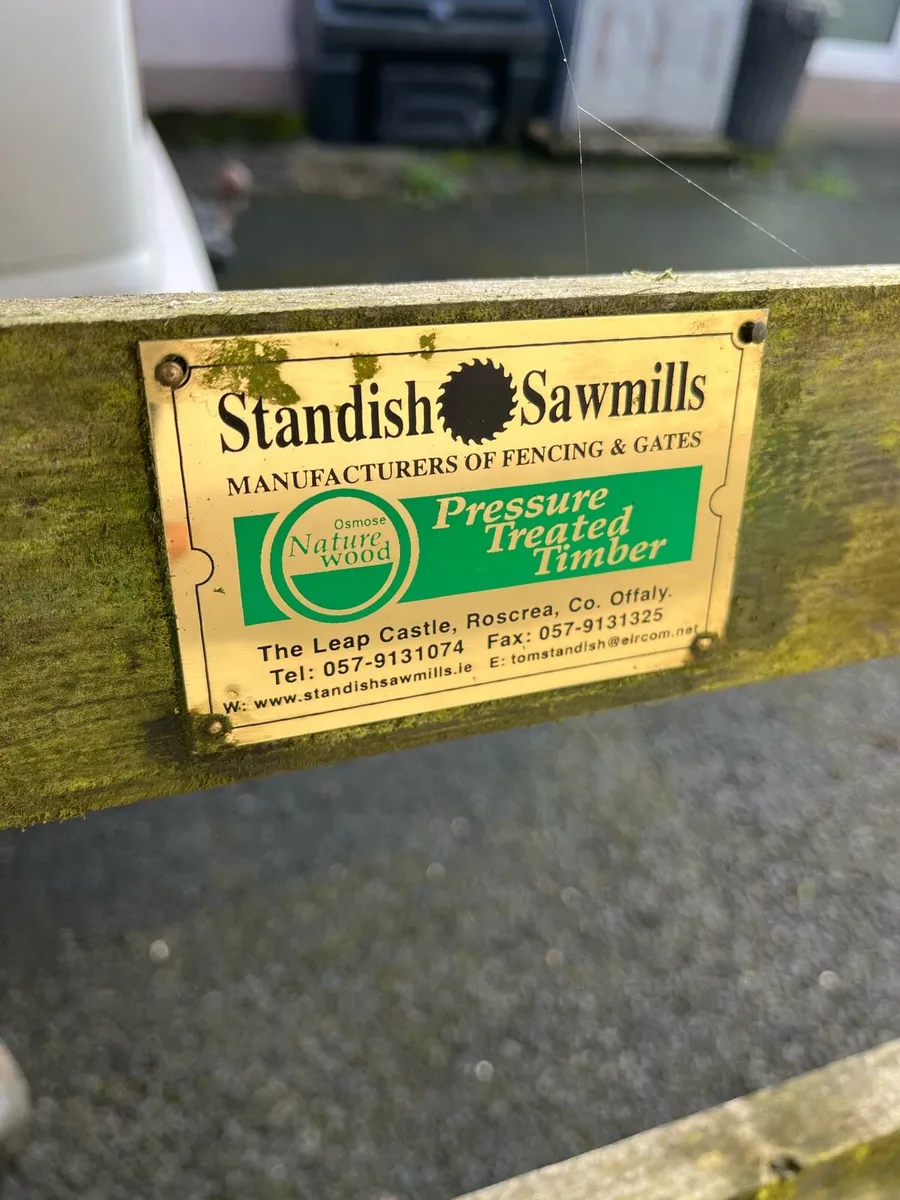 Standish Sawmills
MANUFACTURERS OF FENCING & GATES
Osmose
Nature
wood
Pressure
Treated
Timber
The Leap Castle, Roscrea, Co. Offaly.
Tel: 057-9131074 Fax: 057-9131325
W: www.standishsawmills.ie E: tomstandish@eircom.net